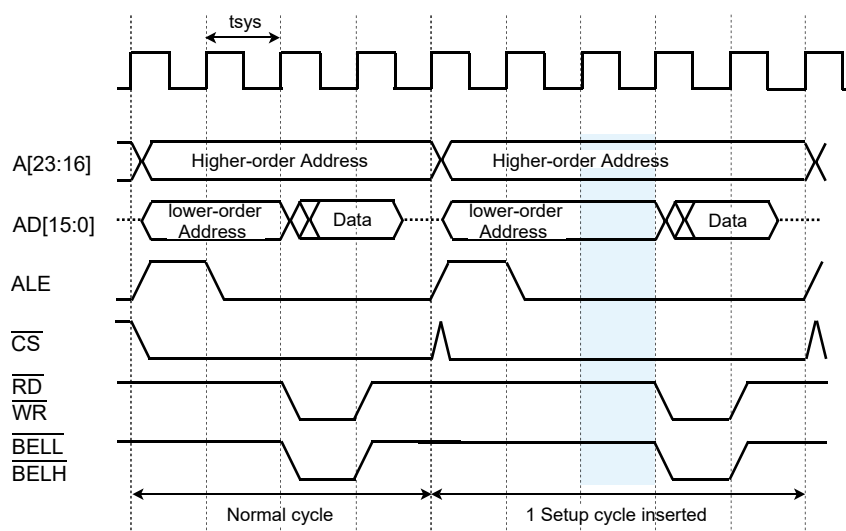 tsys
A[23:16]
Higher-order Address
Higher-order Address
AD[15:0]
lower-order
Address
Data
lower-order
Address
Data
ALE
CS
RD
WR
BELL
BELH
Normal cycle
1 Setup cycle inserted